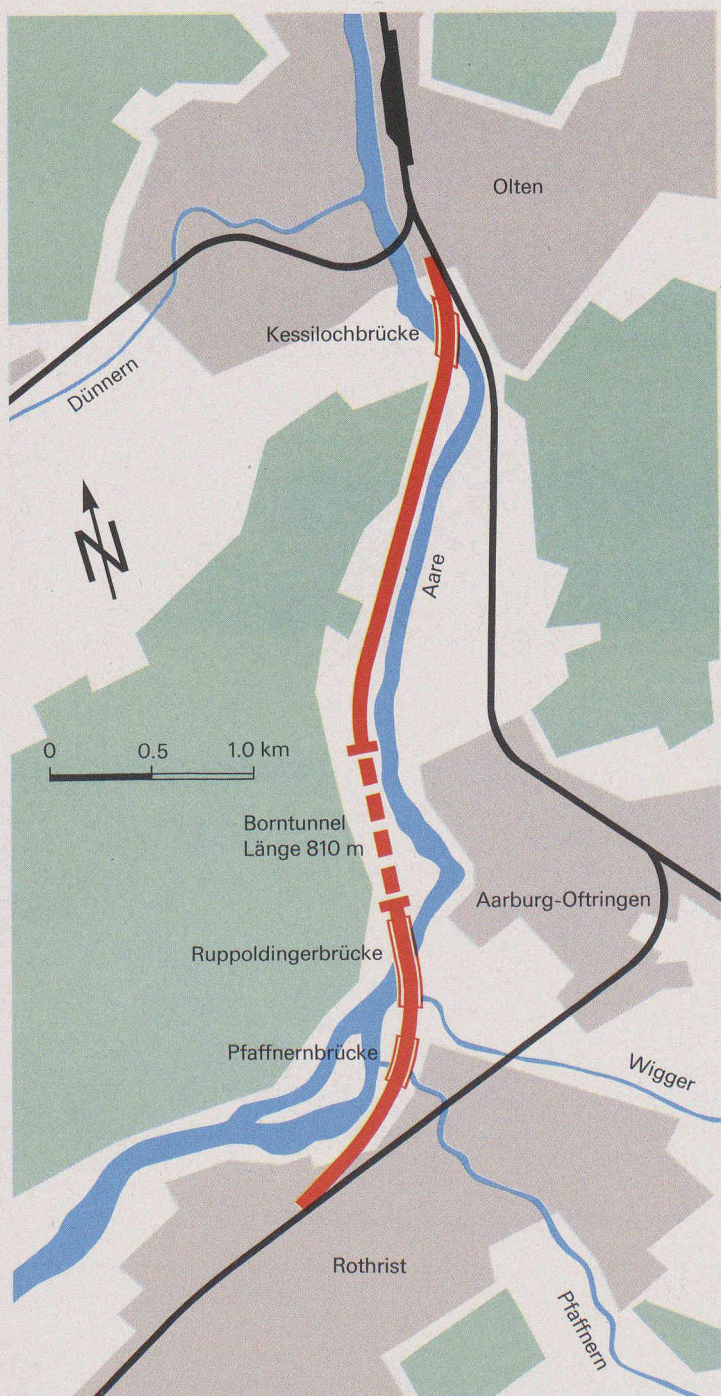 Olten
Kessilochbrücke
Dünnern
N
Aare
0 0.5 1.0 km
Borntunnel
Länge 810 m
Aarburg-Oftringen
Ruppoldingerbrücke
Pfaffnernbrücke
Wigger
Rothrist
Pfaffnern